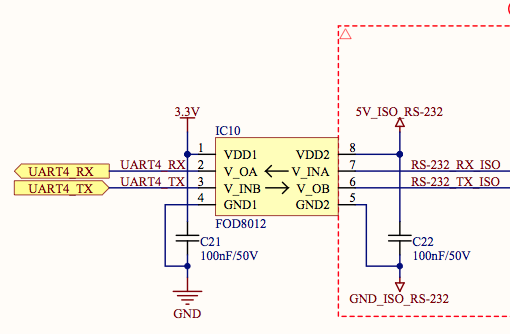 3.3V
IC10
5V_ISO_RS-232
1 VDD1 VDD2 8
UART4_RX UART4_RX 2 V_OA V_INA 7 RS-232_RX_ISO
UART4_TX UART4_TX 3 V_INB V_OB 6 RS-232_TX_ISO
4 GND1 GND2 5
FOD8012
C21
100nF/50V
C22
100nF/50V
GND
GND_ISO_RS-232